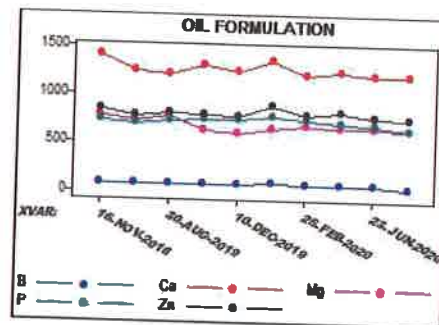 OIL FORMULATION
1500
1000
500
0
XVAR:
16.NOV-2018
20.AUG-2019
10.DEC-2019
26.FEB-2020
22.JUN.2020
B Ca Mg
P Zn